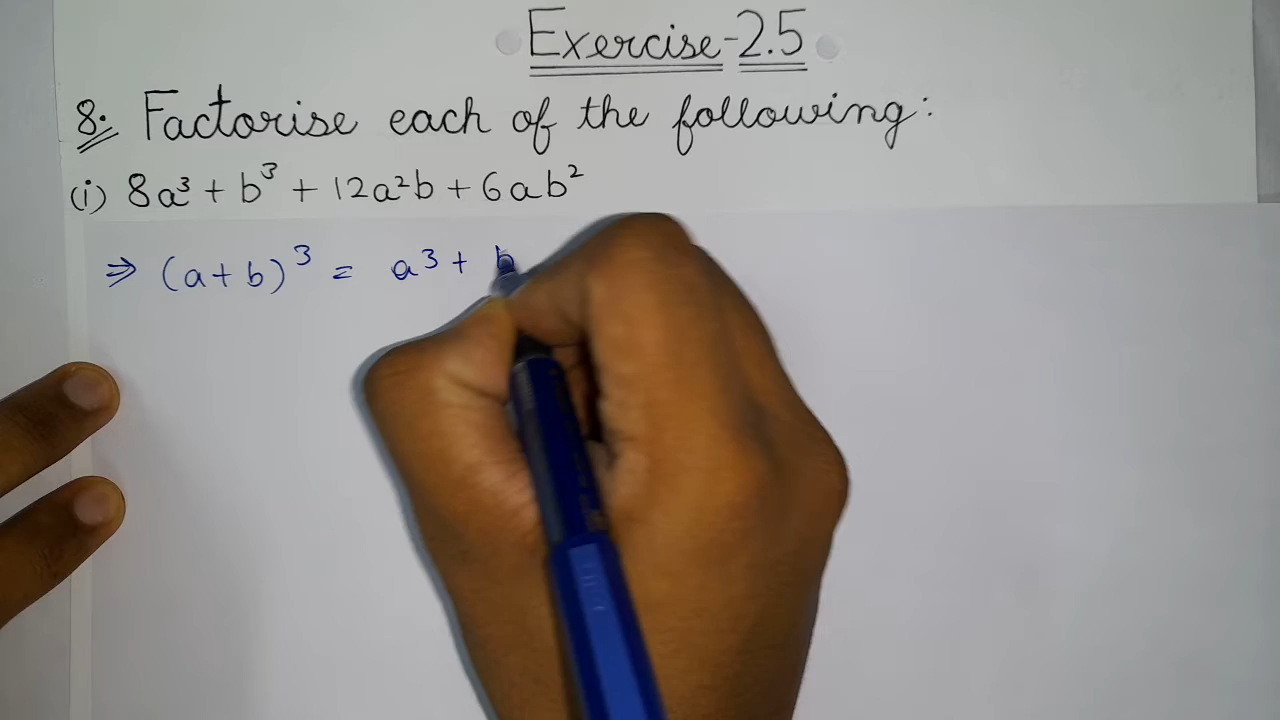 Exercise-2.5
8. Factorise each of the following:
(i) 8a³ + b³ + 12a²b + 6ab²
⇒ (a+b)³ = a³ + b